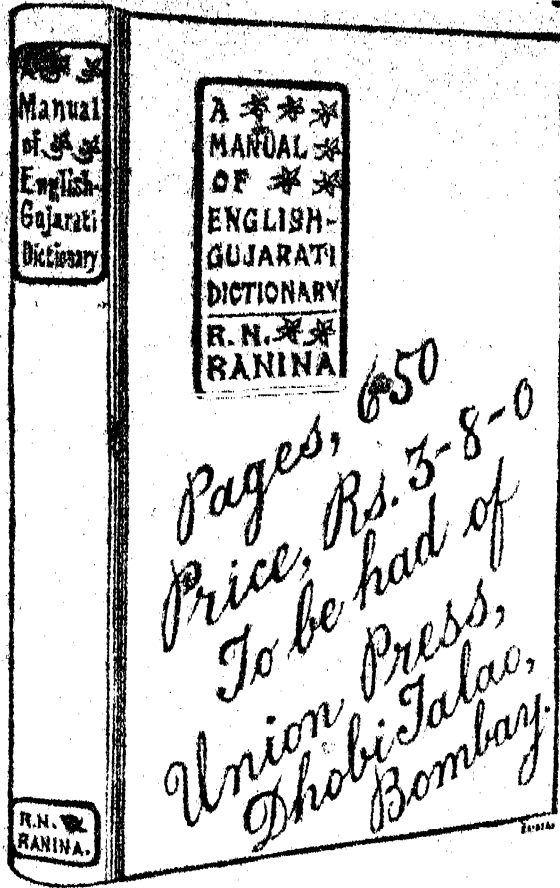 A
Manual
of
English-
Gujarati
Dictionary
R.N.
RANINA.
A
MANUAL
OF
ENGLISH-
GUJARATI
DICTIONARY
R. N.
RANINA
Pages, 650
Price, Rs. 3-8-0
To be had of
Union Press,
Dhobi Talao,
Bombay.